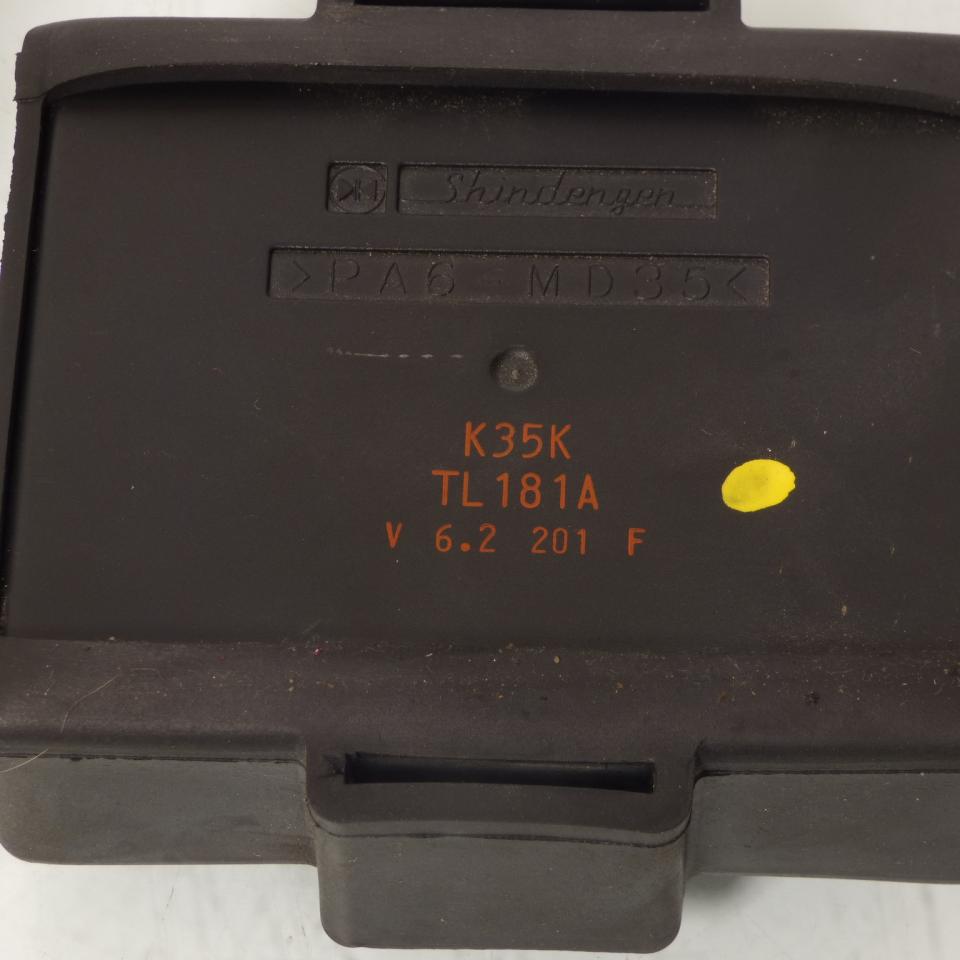 Shindengen
>PA6-MD35<
K35K
TL181A
V 6.2 201 F